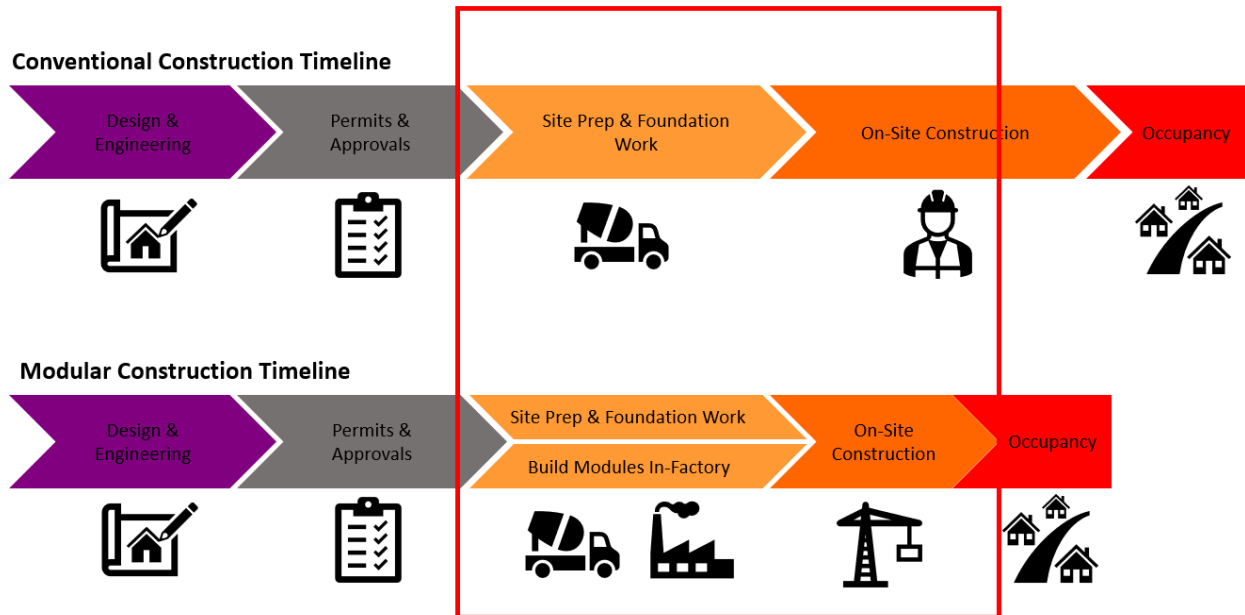 Conventional Construction Timeline
Design &
Engineering
Permits &
Approvals
Site Prep & Foundation
Work
On-Site Construction
Occupancy
Modular Construction Timeline
Design &
Engineering
Permits &
Approvals
Site Prep & Foundation Work
Build Modules In-Factory
On-Site
Construction
Occupancy